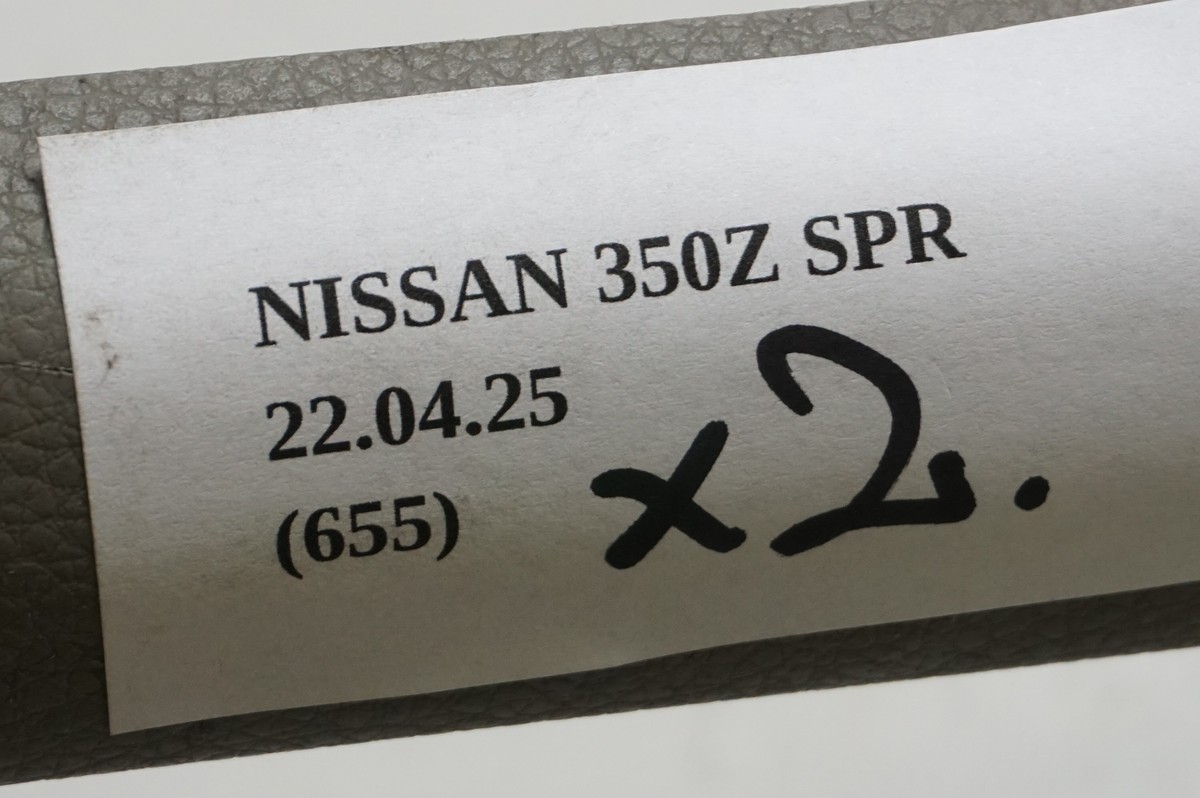 NISSAN 350Z SPR
22.04.25
(655)
x2.